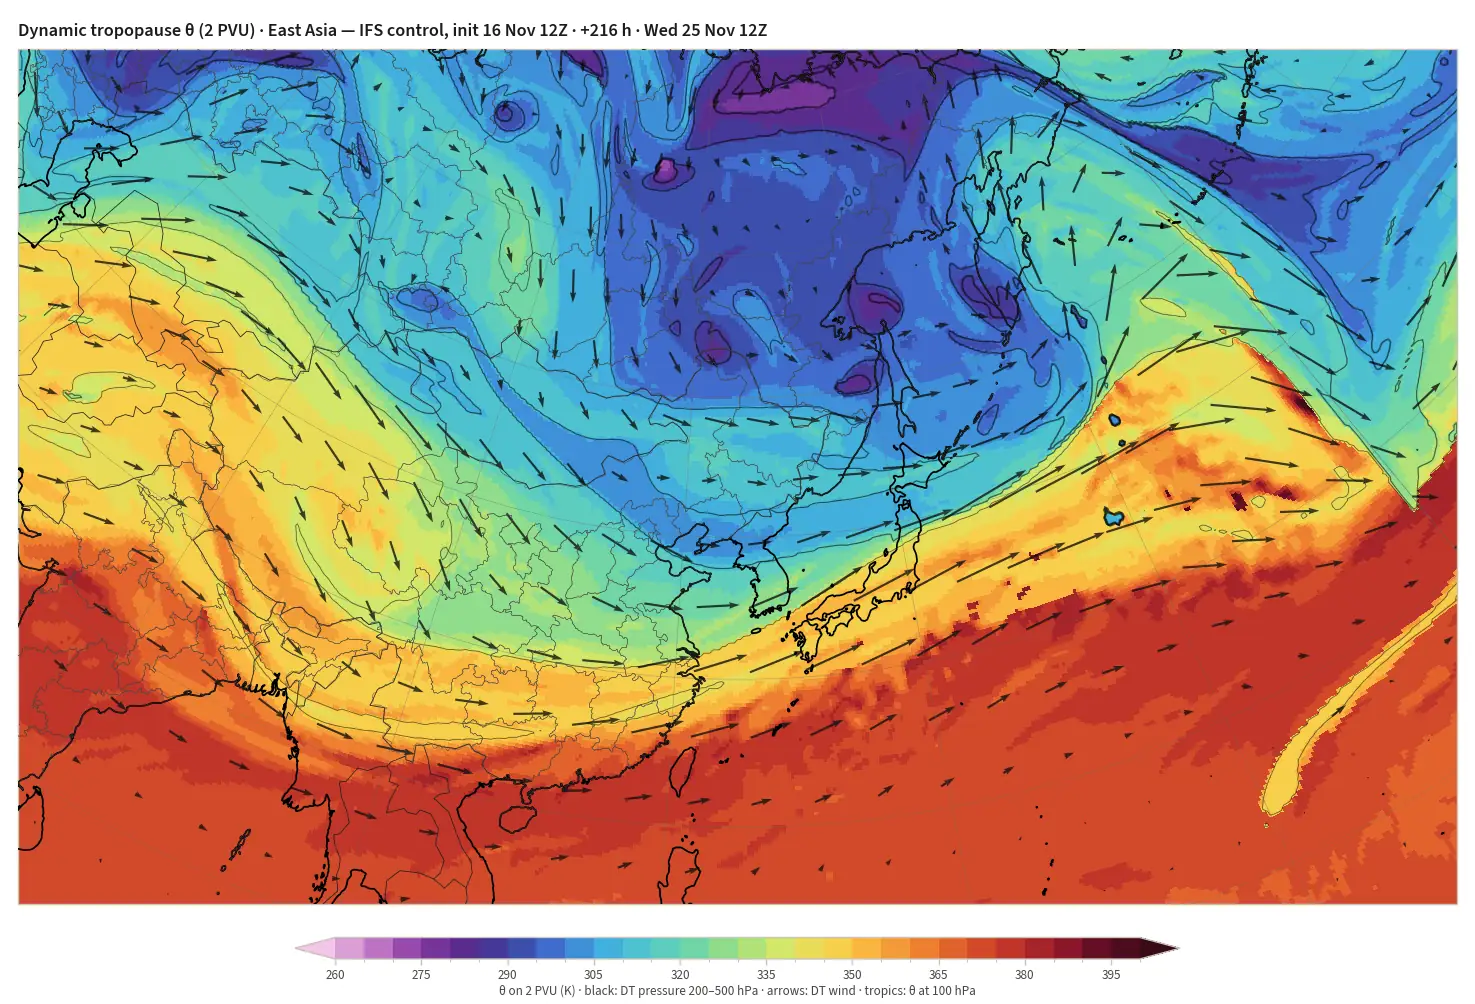 Dynamic tropopause θ (2 PVU) · East Asia — IFS control, init 16 Nov 12Z · +216 h · Wed 25 Nov 12Z
260 275 290 305 320 335 350 365 380 395
θ on 2 PVU (K) · black: DT pressure 200–500 hPa · arrows: DT wind · tropics: θ at 100 hPa